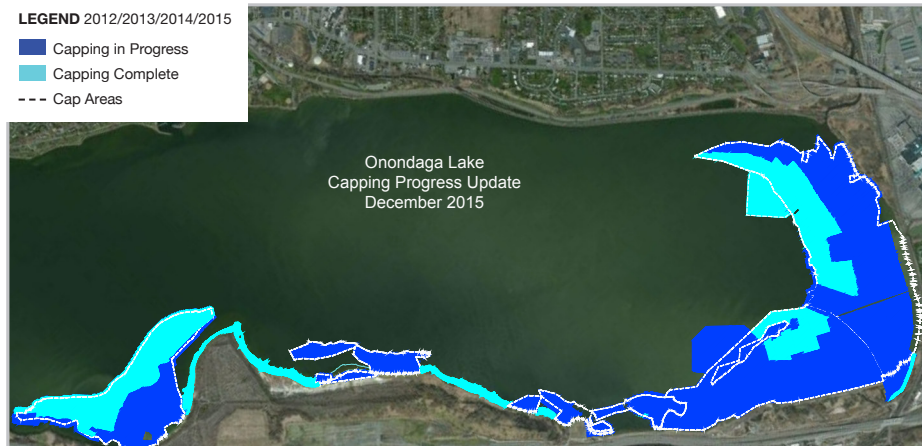 LEGEND 2012/2013/2014/2015
Capping in Progress
Capping Complete
Cap Areas
Onondaga Lake
Capping Progress Update
December 2015